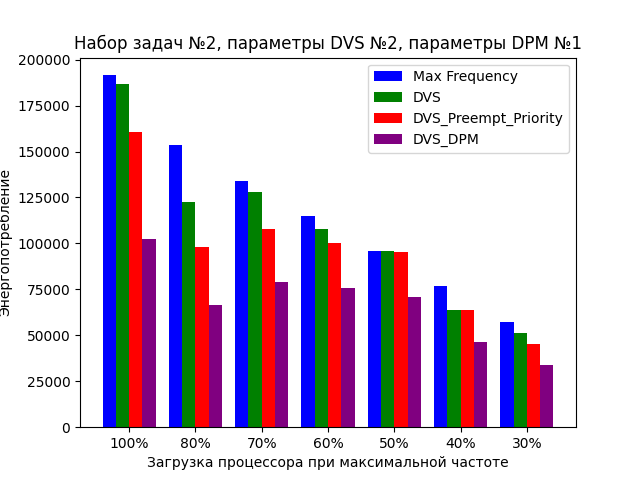 Набор задач №2, параметры DVS №2, параметры DPM №1
200000
175000
150000
125000
100000
75000
50000
25000
0
Энергопотребление
Max Frequency
DVS
DVS_Preempt_Priority
DVS_DPM
100% 80% 70% 60% 50% 40% 30%
Загрузка процессора при максимальной частоте